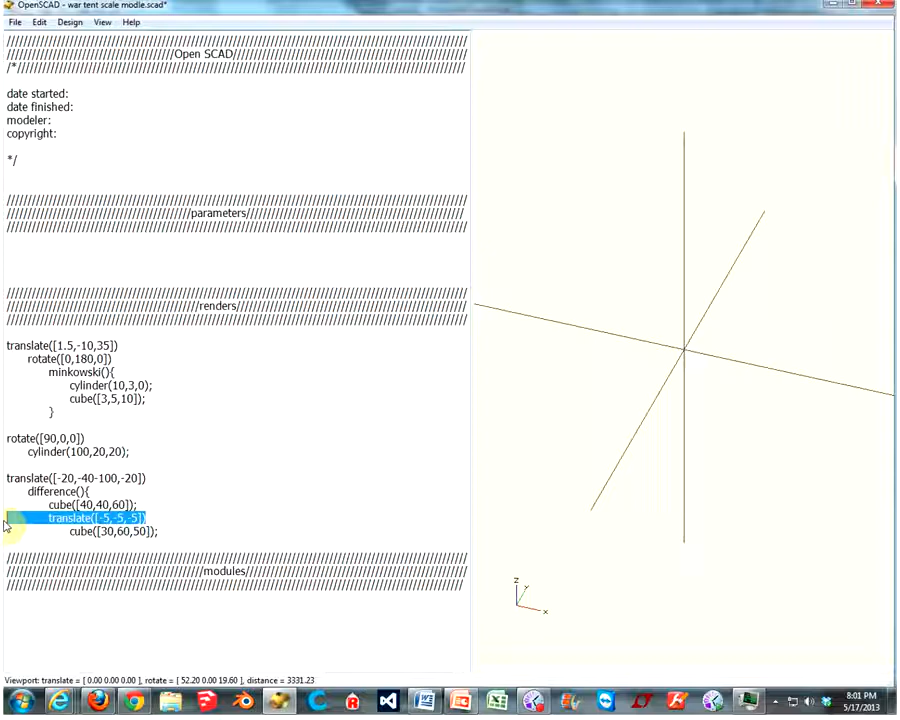 OpenSCAD - war tent scale modle.scad*
File Edit Design View Help
//////////////////////////////////////////////////////////////////////////////////////////////
//////////////////////////////////Open SCAD///////////////////////////////////////////////
/*///////////////////////////////////////////////////////////////////////////////////////////
date started:
date finished:
modeler:
copyright:
*/
//////////////////////////////////////////////////////////////////////////////////////////////
/////////////////////////////////////parameters////////////////////////////////////////////
//////////////////////////////////////////////////////////////////////////////////////////////
//////////////////////////////////////////////////////////////////////////////////////////////
///////////////////////////////////////renders//////////////////////////////////////////////
//////////////////////////////////////////////////////////////////////////////////////////////
translate([1.5,-10,35])
rotate([0,180,0])
minkowski(){
cylinder(10,3,0);
cube([3,5,10]);
}
rotate([90,0,0])
cylinder(100,20,20);
translate([-20,-40-100,-20])
difference(){
cube([40,40,60]);
translate([-5,-5,-5])
cube([30,60,50]);
//////////////////////////////////////////////////////////////////////////////////////////////
////////////////////////////////////////modules////////////////////////////////////////////
/////////////////////////////////////////////////////////////////////////////////////////////
z
y
x
Viewport: translate = [ 0.00 0.00 0.00 ], rotate = [ 52.20 0.00 19.60 ], distance = 3331.23
8:01 PM
5/17/2013